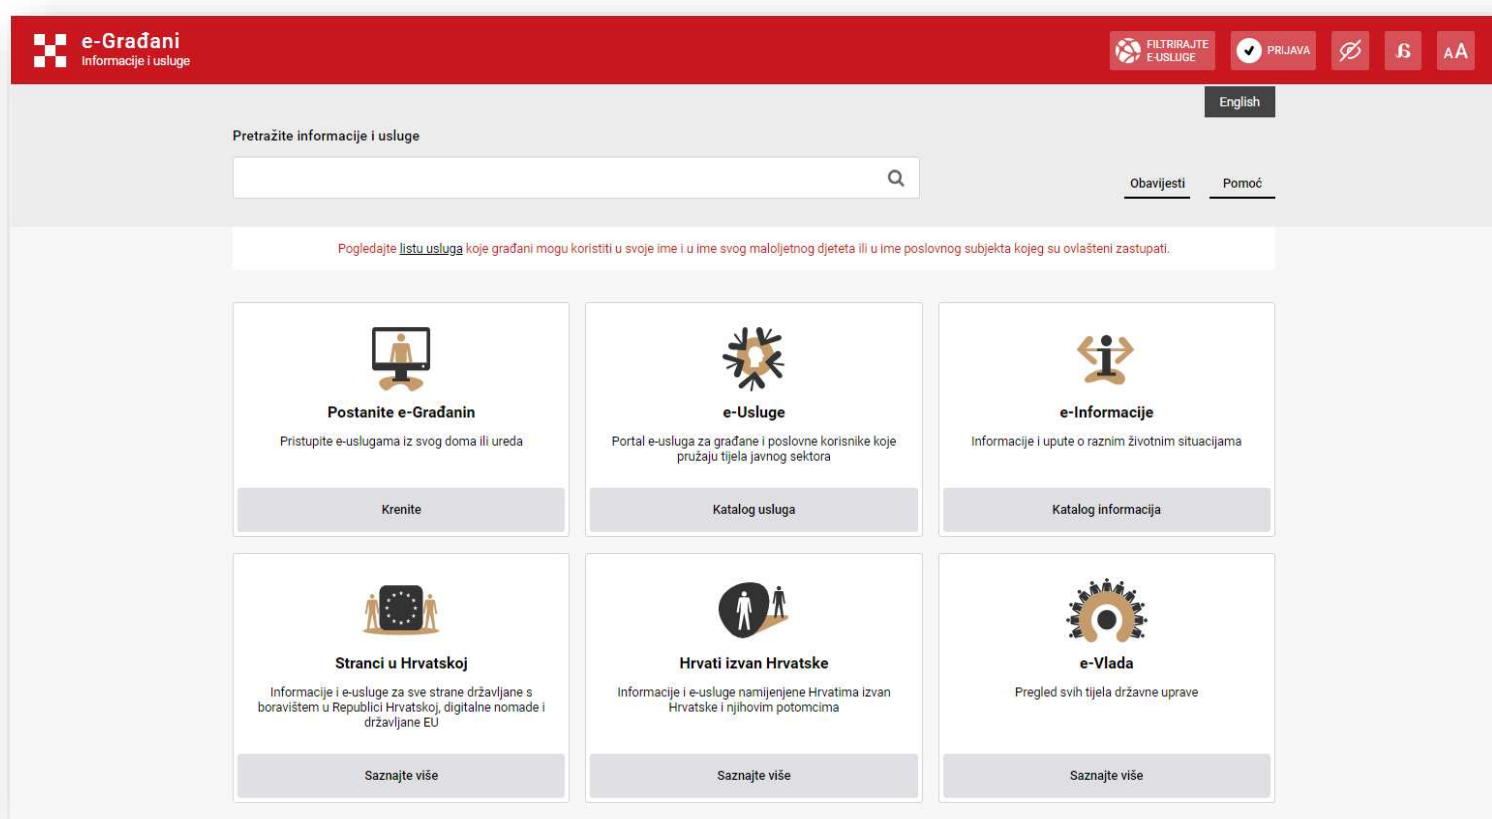 e-Građani
Informacije i usluge
FILTRIRAJTE
E-USLUGE
PRIJAVA
AA
English
Pretražite informacije i usluge
Obavijesti
Pomoć
Pogledajte listu usluga koje građani mogu koristiti u svoje ime i u ime svog maloljetnog djeteta ili u ime poslovnog subjekta kojeg su ovlašteni zastupati.
Postanite e-Građanin
Pristupite e-uslugama iz svog doma ili ureda
Krenite
e-Usluge
Portal e-usluga za građane i poslovne korisnike koje
pružaju tijela javnog sektora
Katalog usluga
e-Informacije
Informacije i upute o raznim životnim situacijama
Katalog informacija
Stranci u Hrvatskoj
Informacije i e-usluge za sve strane državljane s
boravištem u Republici Hrvatskoj, digitalne nomade i
državljane EU
Saznajte više
Hrvati izvan Hrvatske
Informacije i e-usluge namijenjene Hrvatima izvan
Hrvatske i njihovim potomcima
Saznajte više
e-Vlada
Pregled svih tijela državne uprave
Saznajte više